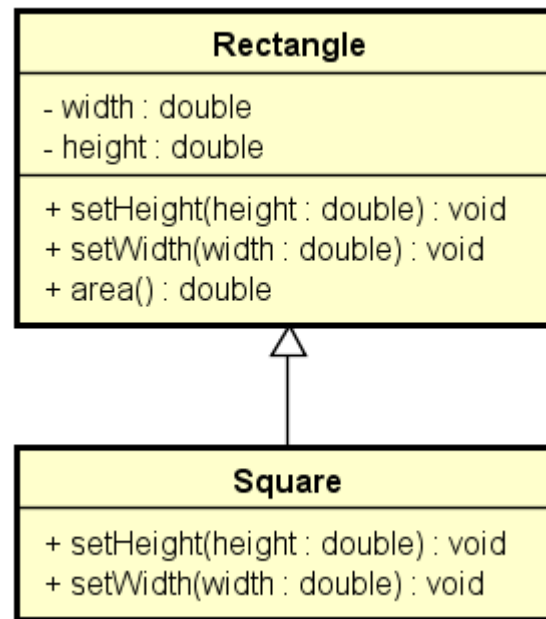 Rectangle
- width : double
- height : double
+ setHeight(height : double) : void
+ setWidth(width : double) : void
+ area() : double
Square
+ setHeight(height : double) : void
+ setWidth(width : double) : void